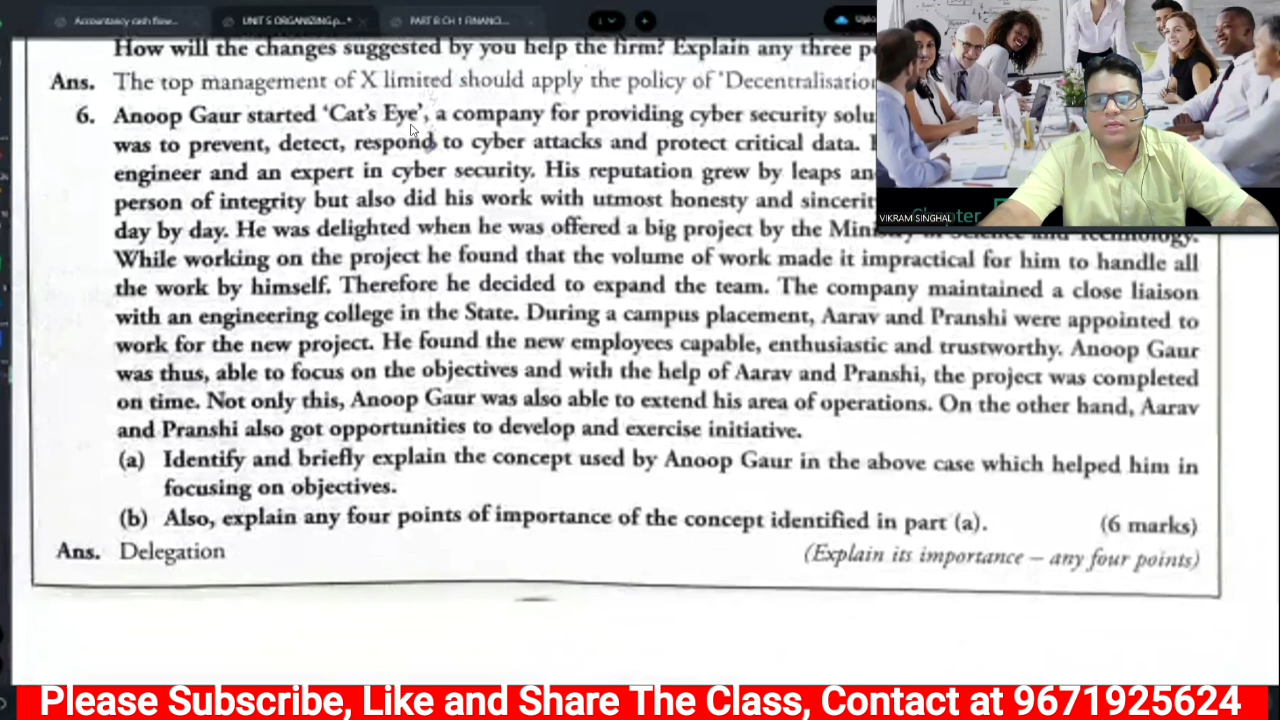 Accountancy cash flow...
UNIT 5 ORGANIZING p...*
PART B CH 1 FINANC...
1
How will the changes suggested by you help the firm? Explain any three p
Ans. The top management of X limited should apply the policy of 'Decentralisation
6. Anoop Gaur started 'Cat's Eye', a company for providing cyber security solu
was to prevent, detect, respond to cyber attacks and protect critical data.
engineer and an expert in cyber security. His reputation grew by leaps an
person of integrity but also did his work with utmost honesty and sincerit
VIKRAM SINGHAL
day by day. He was delighted when he was offered a big project by the Ministry of Science and Technology.
While working on the project he found that the volume of work made it impractical for him to handle all
the work by himself. Therefore he decided to expand the team. The company maintained a close liaison
with an engineering college in the State. During a campus placement, Aarav and Pranshi were appointed to
work for the new project. He found the new employees capable, enthusiastic and trustworthy. Anoop Gaur
was thus, able to focus on the objectives and with the help of Aarav and Pranshi, the project was completed
on time. Not only this, Anoop Gaur was also able to extend his area of operations. On the other hand, Aarav
and Pranshi also got opportunities to develop and exercise initiative.
(a) Identify and briefly explain the concept used by Anoop Gaur in the above case which helped him in
focusing on objectives.
(b) Also, explain any four points of importance of the concept identified in part (a). (6 marks)
Ans. Delegation (Explain its importance – any four points)
Please Subscribe, Like and Share The Class, Contact at 9671925624